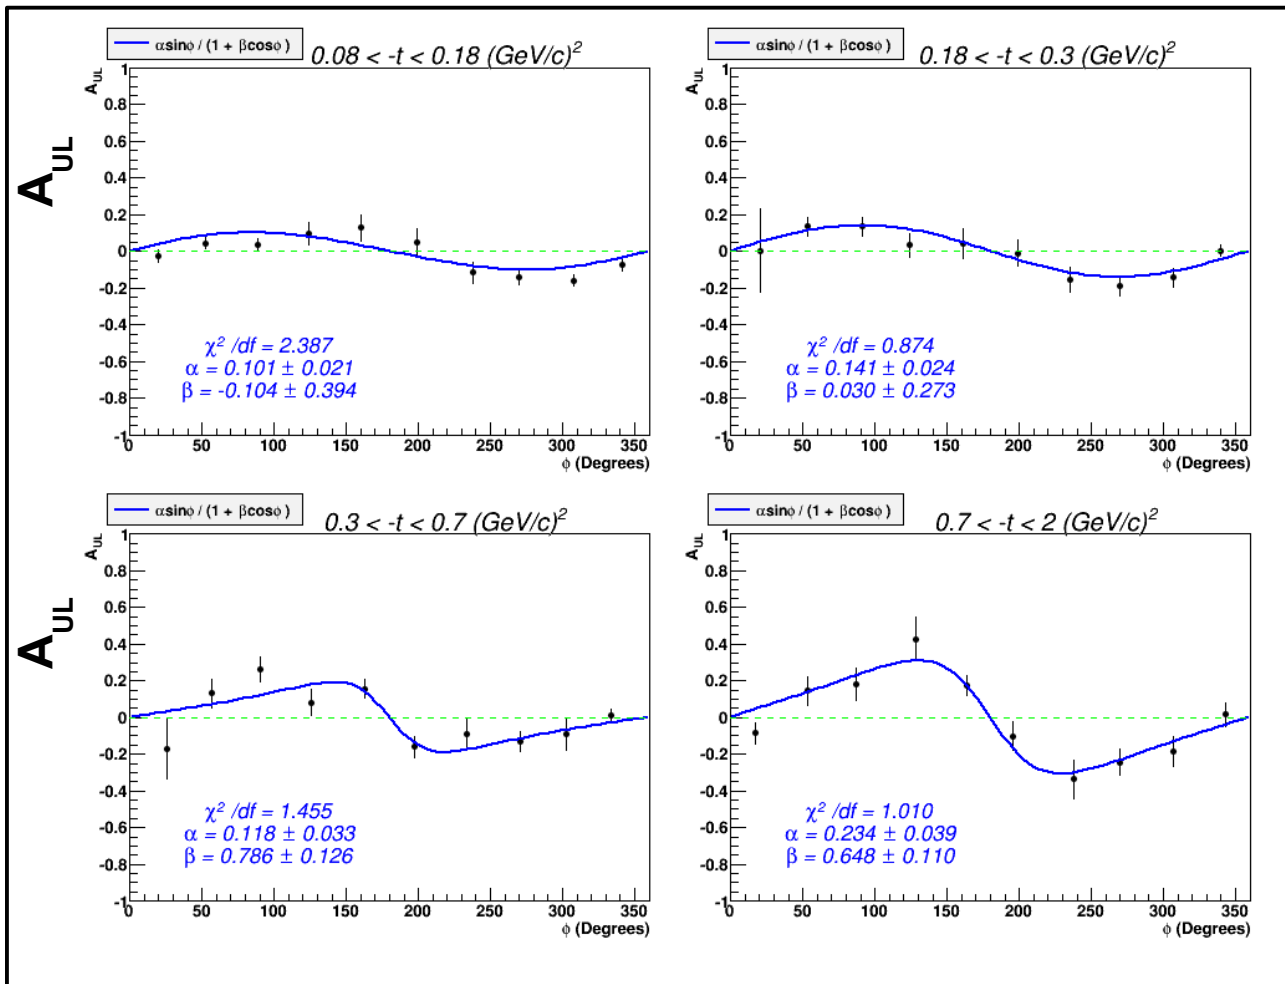 αsinφ / (1 + βcosφ )
0.08 < -t < 0.18 (GeV/c)²
A_UL
A_UL
1
0.8
0.6
0.4
0.2
0
-0.2
-0.4
-0.6
-0.8
-1
χ² /df = 2.387
α = 0.101 ± 0.021
β = -0.104 ± 0.394
0 50 100 150 200 250 300 350
φ (Degrees)
αsinφ / (1 + βcosφ )
0.18 < -t < 0.3 (GeV/c)²
A_UL
1
0.8
0.6
0.4
0.2
0
-0.2
-0.4
-0.6
-0.8
-1
χ² /df = 0.874
α = 0.141 ± 0.024
β = 0.030 ± 0.273
0 50 100 150 200 250 300 350
φ (Degrees)
αsinφ / (1 + βcosφ )
0.3 < -t < 0.7 (GeV/c)²
A_UL
A_UL
1
0.8
0.6
0.4
0.2
0
-0.2
-0.4
-0.6
-0.8
-1
χ² /df = 1.455
α = 0.118 ± 0.033
β = 0.786 ± 0.126
0 50 100 150 200 250 300 350
φ (Degrees)
αsinφ / (1 + βcosφ )
0.7 < -t < 2 (GeV/c)²
A_UL
1
0.8
0.6
0.4
0.2
0
-0.2
-0.4
-0.6
-0.8
-1
χ² /df = 1.010
α = 0.234 ± 0.039
β = 0.648 ± 0.110
0 50 100 150 200 250 300 350
φ (Degrees)